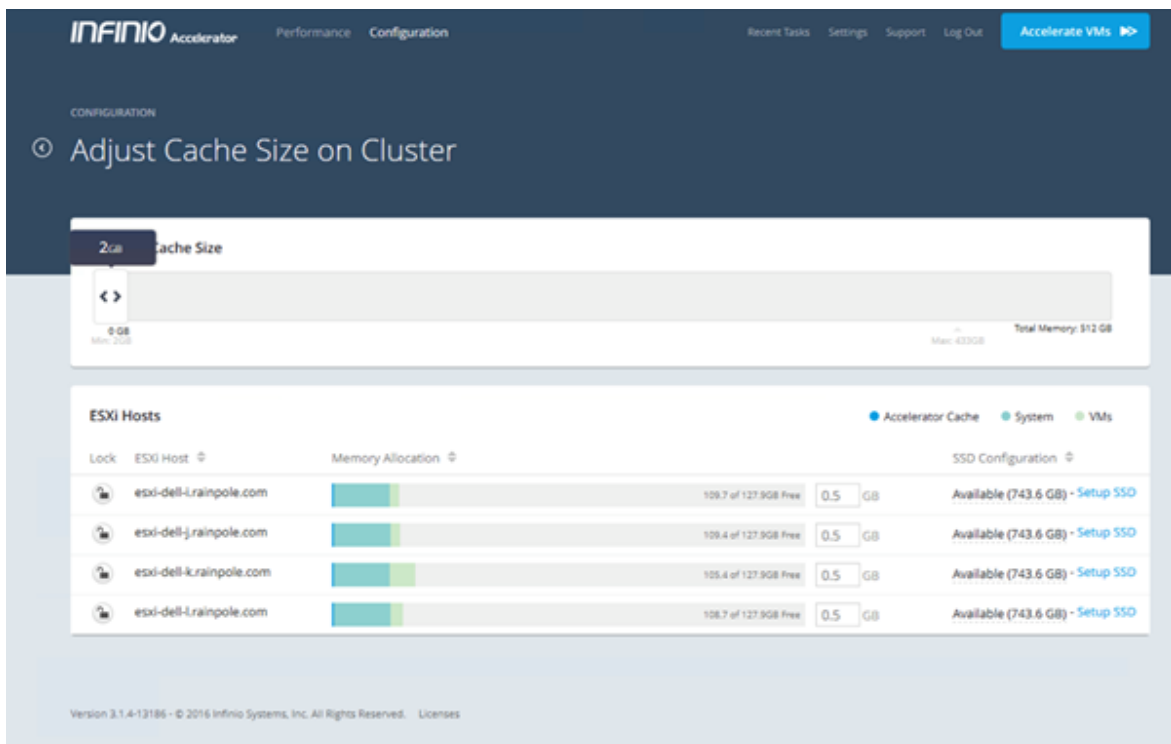 INFINIO Accelerator Performance Configuration Recent Tasks Settings Support Log Out Accelerate VMs
CONFIGURATION
Adjust Cache Size on Cluster
2GB Cache Size
0 GB Total Memory: 512 GB
Min: 2GB Max: 433GB
ESXi Hosts Accelerator Cache System VMs
Lock ESXi Host Memory Allocation SSD Configuration
esxi-dell-i.rainpole.com 109.7 of 127.9GB Free 0.5 GB Available (743.6 GB) - Setup SSD
esxi-dell-j.rainpole.com 109.4 of 127.9GB Free 0.5 GB Available (743.6 GB) - Setup SSD
esxi-dell-k.rainpole.com 105.4 of 127.9GB Free 0.5 GB Available (743.6 GB) - Setup SSD
esxi-dell-l.rainpole.com 108.7 of 127.9GB Free 0.5 GB Available (743.6 GB) - Setup SSD
Version 3.1.4-13186 - © 2016 Infinio Systems, Inc. All Rights Reserved. Licenses